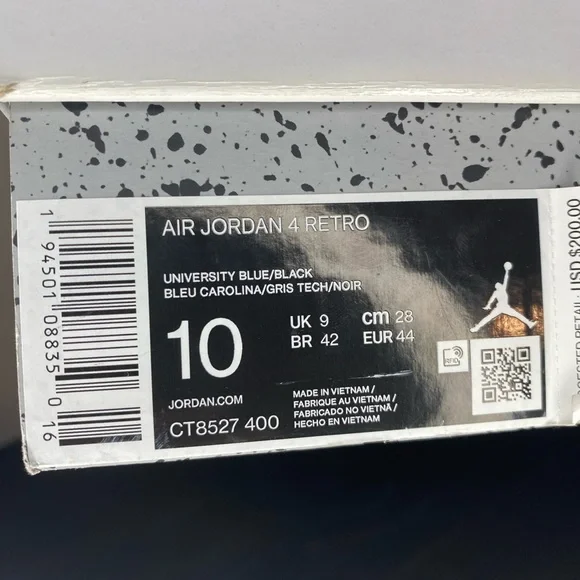 AIR JORDAN 4 RETRO
UNIVERSITY BLUE/BLACK
BLEU CAROLINA/GRIS TECH/NOIR
10
UK 9
cm 28
BR 42
EUR 44
JORDAN.COM
CT8527 400
MADE IN VIETNAM /
FABRIQUE AU VIETNAM /
FABRICADO NO VIETNÃ /
HECHO EN VIETNAM
RFID
1 94501 08835 0 16
RETAIL USD $200.00